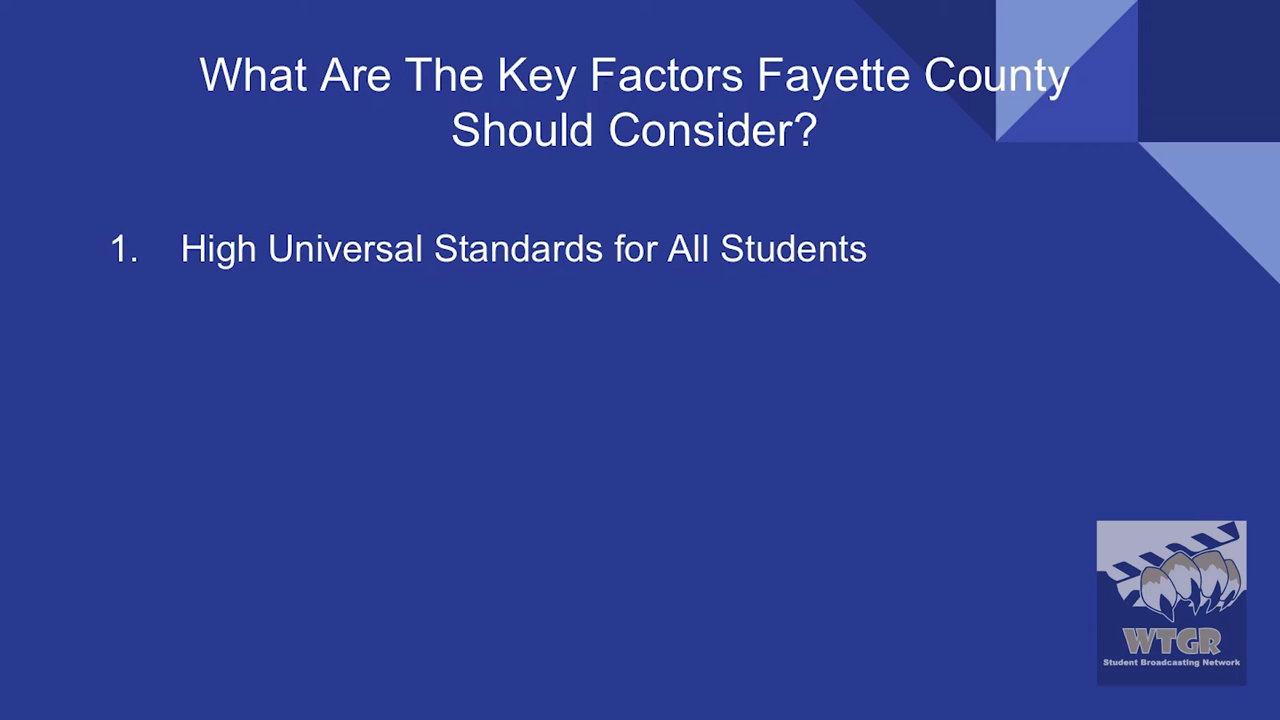 What Are The Key Factors Fayette County
Should Consider?
1. High Universal Standards for All Students
WTGR
Student Broadcasting Network